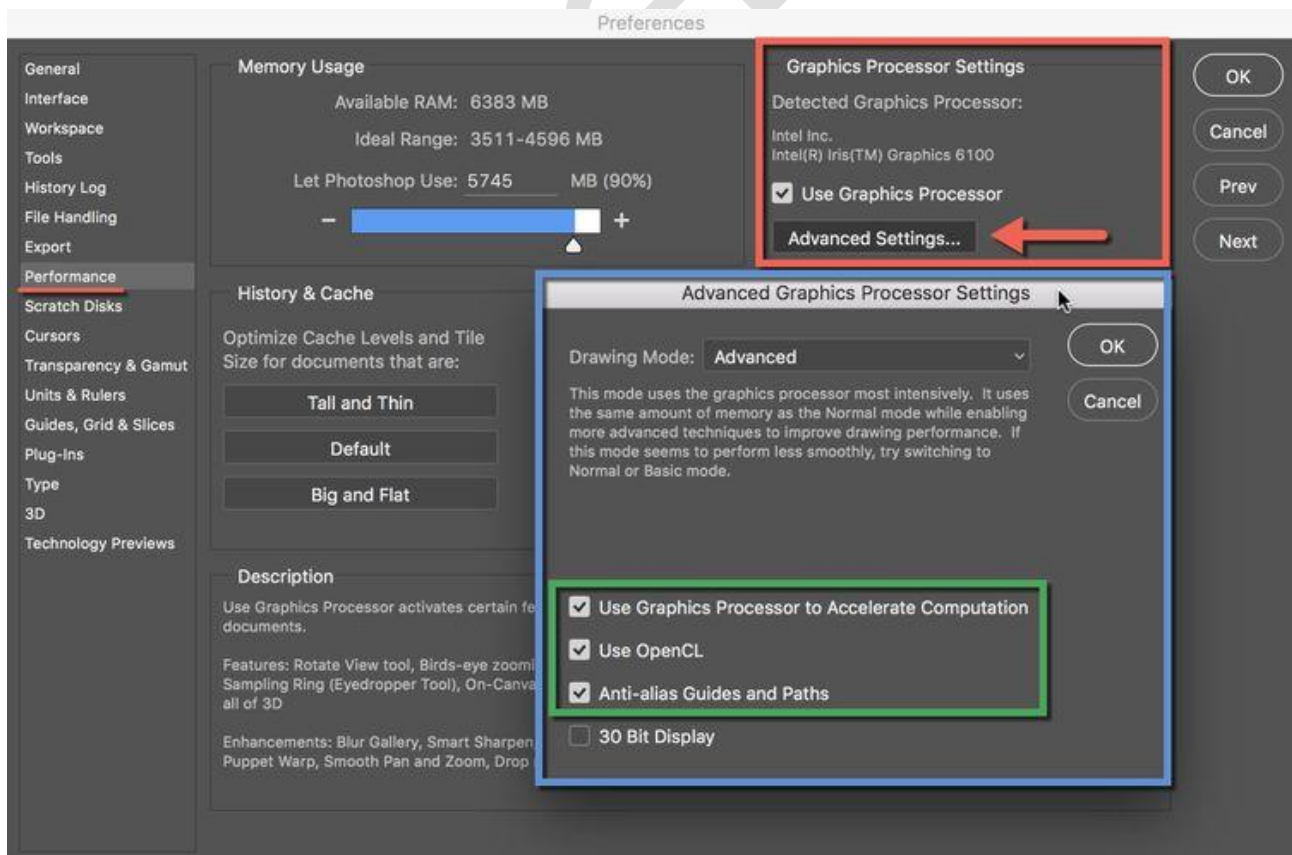 Preferences
General
Interface
Workspace
Tools
History Log
File Handling
Export
Performance
Scratch Disks
Cursors
Transparency & Gamut
Units & Rulers
Guides, Grid & Slices
Plug-Ins
Type
3D
Technology Previews
Memory Usage
Available RAM: 6383 MB
Ideal Range: 3511-4596 MB
Let Photoshop Use: 5745 MB (90%)
− +
Graphics Processor Settings
Detected Graphics Processor:
Intel Inc.
Intel(R) Iris(TM) Graphics 6100
Use Graphics Processor
Advanced Settings...
OK
Cancel
Prev
Next
History & Cache
Optimize Cache Levels and Tile
Size for documents that are:
Tall and Thin
Default
Big and Flat
Description
Use Graphics Processor activates certain fe
documents.
Features: Rotate View tool, Birds-eye zoomi
Sampling Ring (Eyedropper Tool), On-Canva
all of 3D
Enhancements: Blur Gallery, Smart Sharpen
Puppet Warp, Smooth Pan and Zoom, Drop
Advanced Graphics Processor Settings
Drawing Mode: Advanced
This mode uses the graphics processor most intensively. It uses
the same amount of memory as the Normal mode while enabling
more advanced techniques to improve drawing performance. If
this mode seems to perform less smoothly, try switching to
Normal or Basic mode.
OK
Cancel
Use Graphics Processor to Accelerate Computation
Use OpenCL
Anti-alias Guides and Paths
30 Bit Display